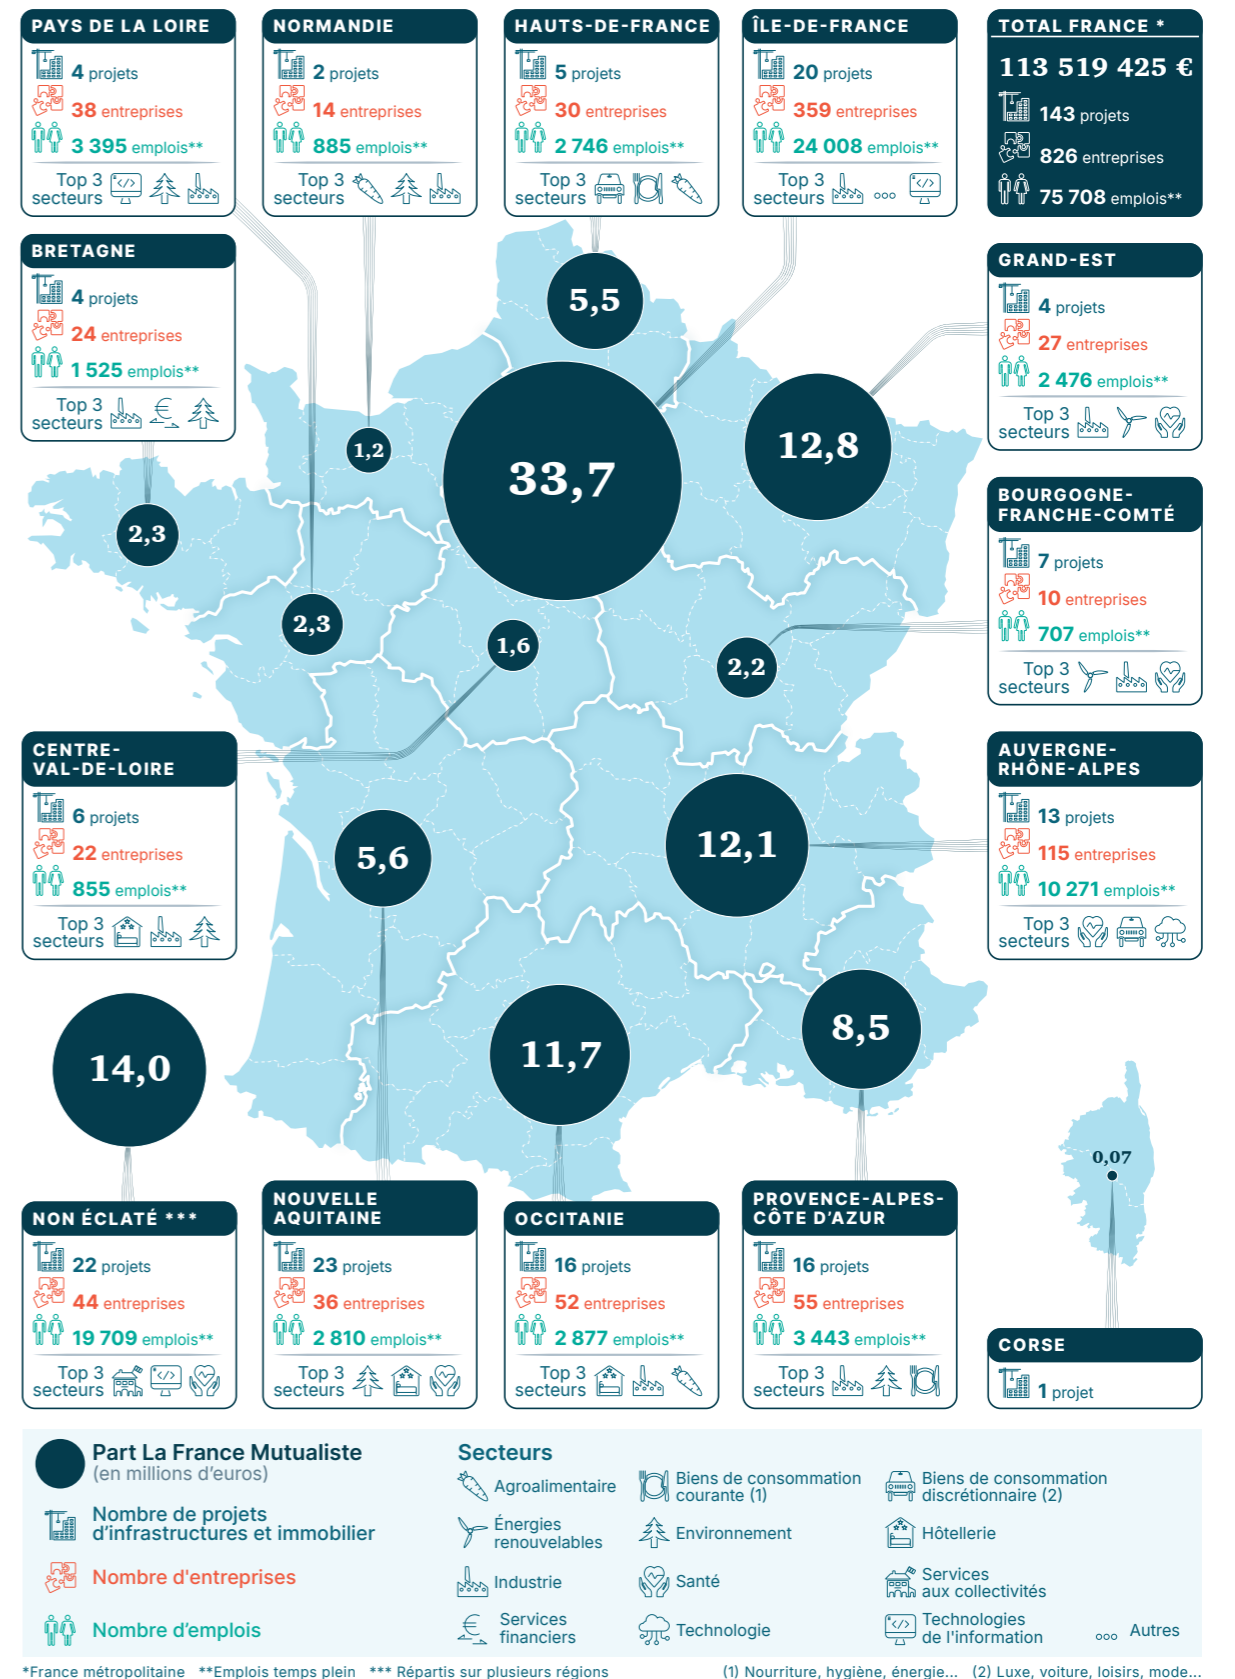 PAYS DE LA LOIRE
4 projets
38 entreprises
3 395 emplois**
Top 3
secteurs
NORMANDIE
2 projets
14 entreprises
885 emplois**
Top 3
secteurs
HAUTS-DE-FRANCE
5 projets
30 entreprises
2 746 emplois**
Top 3
secteurs
ÎLE-DE-FRANCE
20 projets
359 entreprises
24 008 emplois**
Top 3
secteurs
TOTAL FRANCE *
113 519 425 €
143 projets
826 entreprises
75 708 emplois**
BRETAGNE
4 projets
24 entreprises
1 525 emplois**
Top 3
secteurs
GRAND-EST
4 projets
27 entreprises
2 476 emplois**
Top 3
secteurs
5,5
33,7
12,8
1,2
2,3
2,3
1,6
2,2
BOURGOGNE-
FRANCHE-COMTÉ
7 projets
10 entreprises
707 emplois**
Top 3
secteurs
CENTRE-
VAL-DE-LOIRE
6 projets
22 entreprises
855 emplois**
Top 3
secteurs
AUVERGNE-
RHÔNE-ALPES
13 projets
115 entreprises
10 271 emplois**
Top 3
secteurs
5,6
12,1
14,0
11,7
8,5
0,07
NON ÉCLATÉ ***
22 projets
44 entreprises
19 709 emplois**
Top 3
secteurs
NOUVELLE
AQUITAINE
23 projets
36 entreprises
2 810 emplois**
Top 3
secteurs
OCCITANIE
16 projets
52 entreprises
2 877 emplois**
Top 3
secteurs
PROVENCE-ALPES-
CÔTE D'AZUR
16 projets
55 entreprises
3 443 emplois**
Top 3
secteurs
CORSE
1 projet
Part La France Mutualiste
(en millions d'euros)
Nombre de projets
d'infrastructures et immobilier
Nombre d'entreprises
Nombre d'emplois
Secteurs
Agroalimentaire
Biens de consommation
courante (1)
Biens de consommation
discrétionnaire (2)
Énergies
renouvelables
Environnement
Hôtellerie
Industrie
Santé
Services
aux collectivités
Services
financiers
Technologie
Technologies
de l'information
Autres
*France métropolitaine **Emplois temps plein *** Répartis sur plusieurs régions
(1) Nourriture, hygiène, énergie... (2) Luxe, voiture, loisirs, mode...